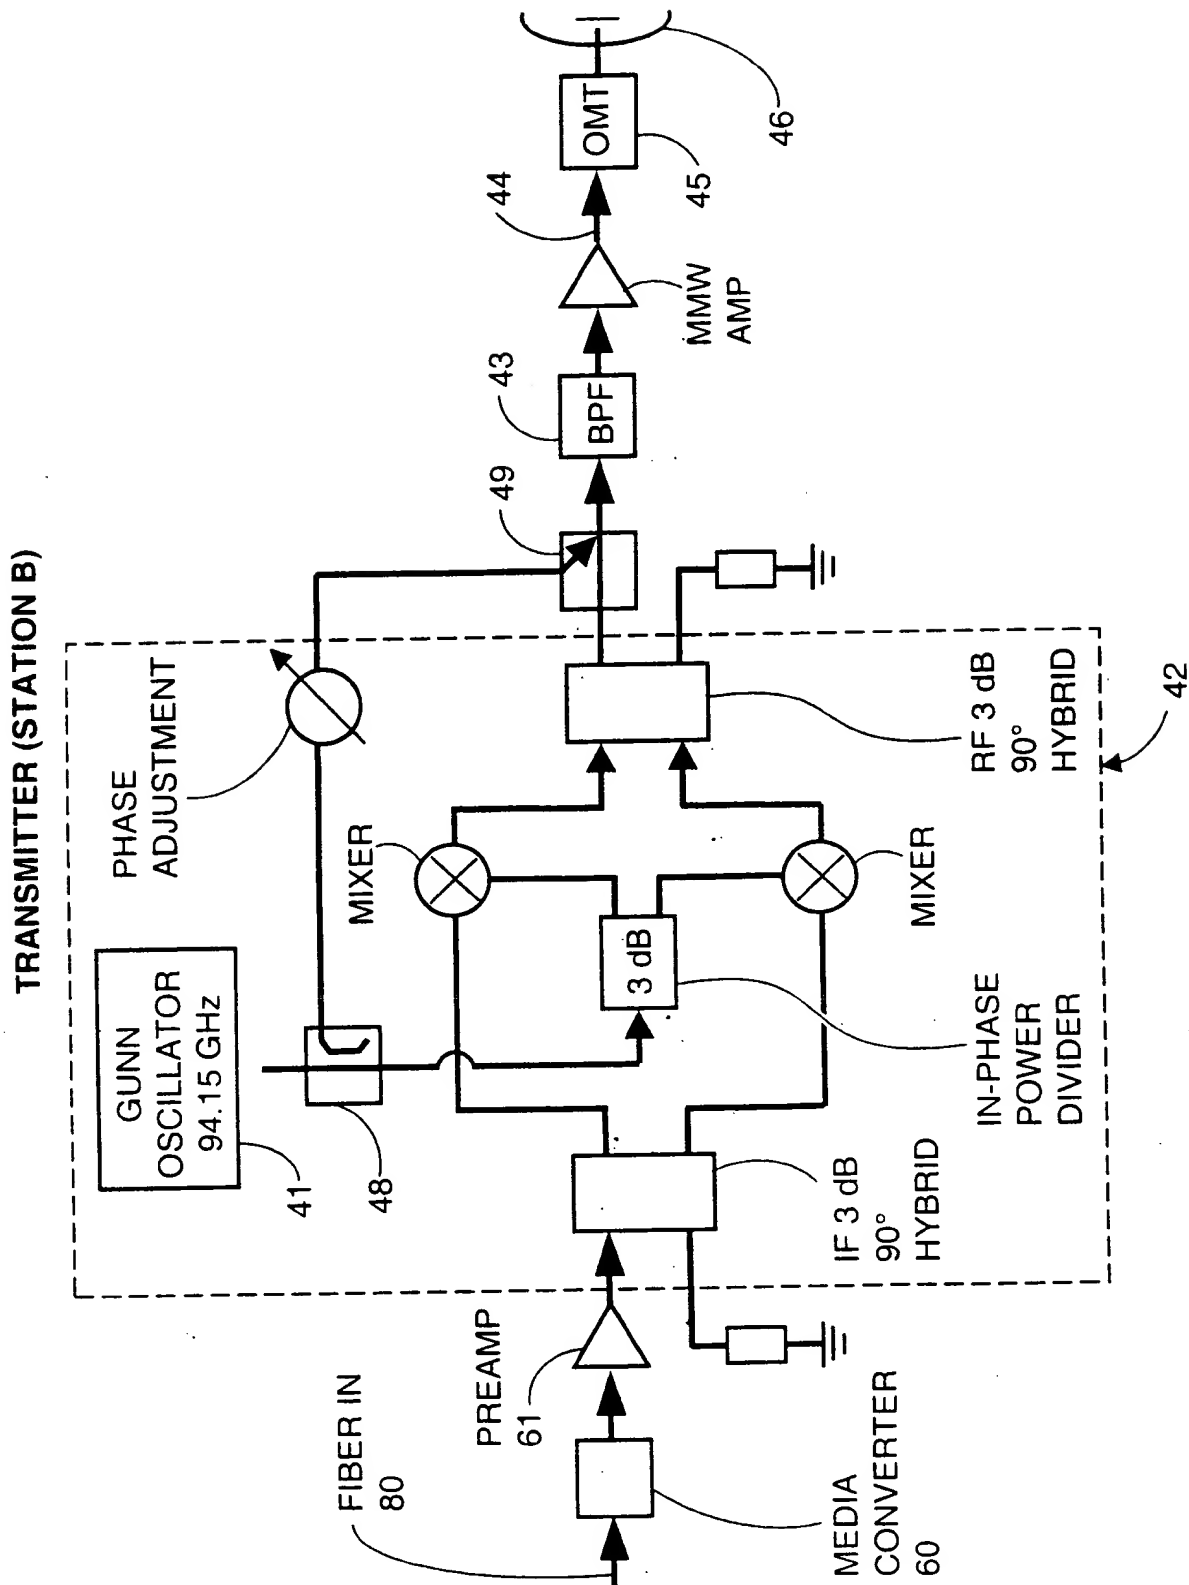 TRANSMITTER (STATION B)
GUNN
OSCILLATOR
94.15 GHz
41
48
PHASE
ADJUSTMENT
49
43
BPF
MMW
AMP
44
OMT
45
46
FIBER IN
80
PREAMP
61
MEDIA
CONVERTER
60
MIXER
3 dB
MIXER
IF 3 dB
90°
HYBRID
IN-PHASE
POWER
DIVIDER
RF 3 dB
90°
HYBRID
42